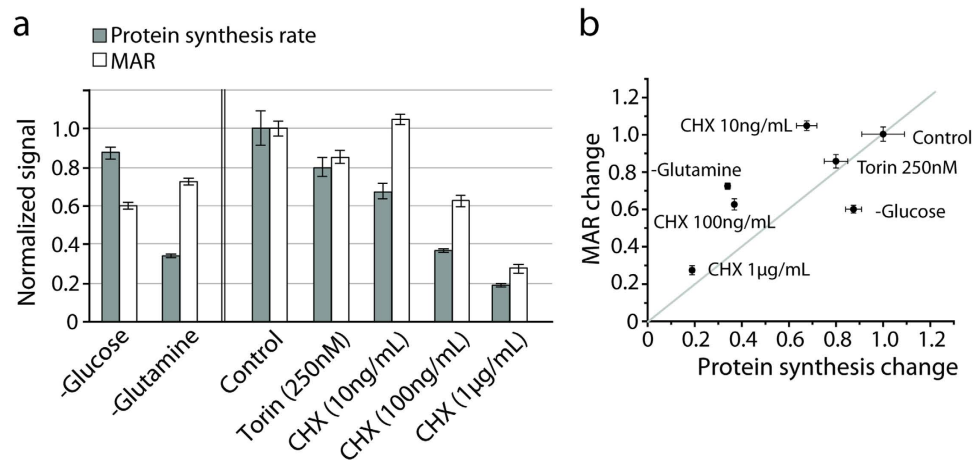 a
Protein synthesis rate
MAR
Normalized signal
1.0
0.8
0.6
0.4
0.2
0
-Glucose
-Glutamine
Control
Torin (250nM)
CHX (10ng/mL)
CHX (100ng/mL)
CHX (1µg/mL)
b
MAR change
1.2
1.0
0.8
0.6
0.4
0.2
0
CHX 10ng/mL
Control
-Glutamine
Torin 250nM
CHX 100ng/mL
-Glucose
CHX 1µg/mL
0
0.2
0.4
0.6
0.8
1.0
1.2
Protein synthesis change